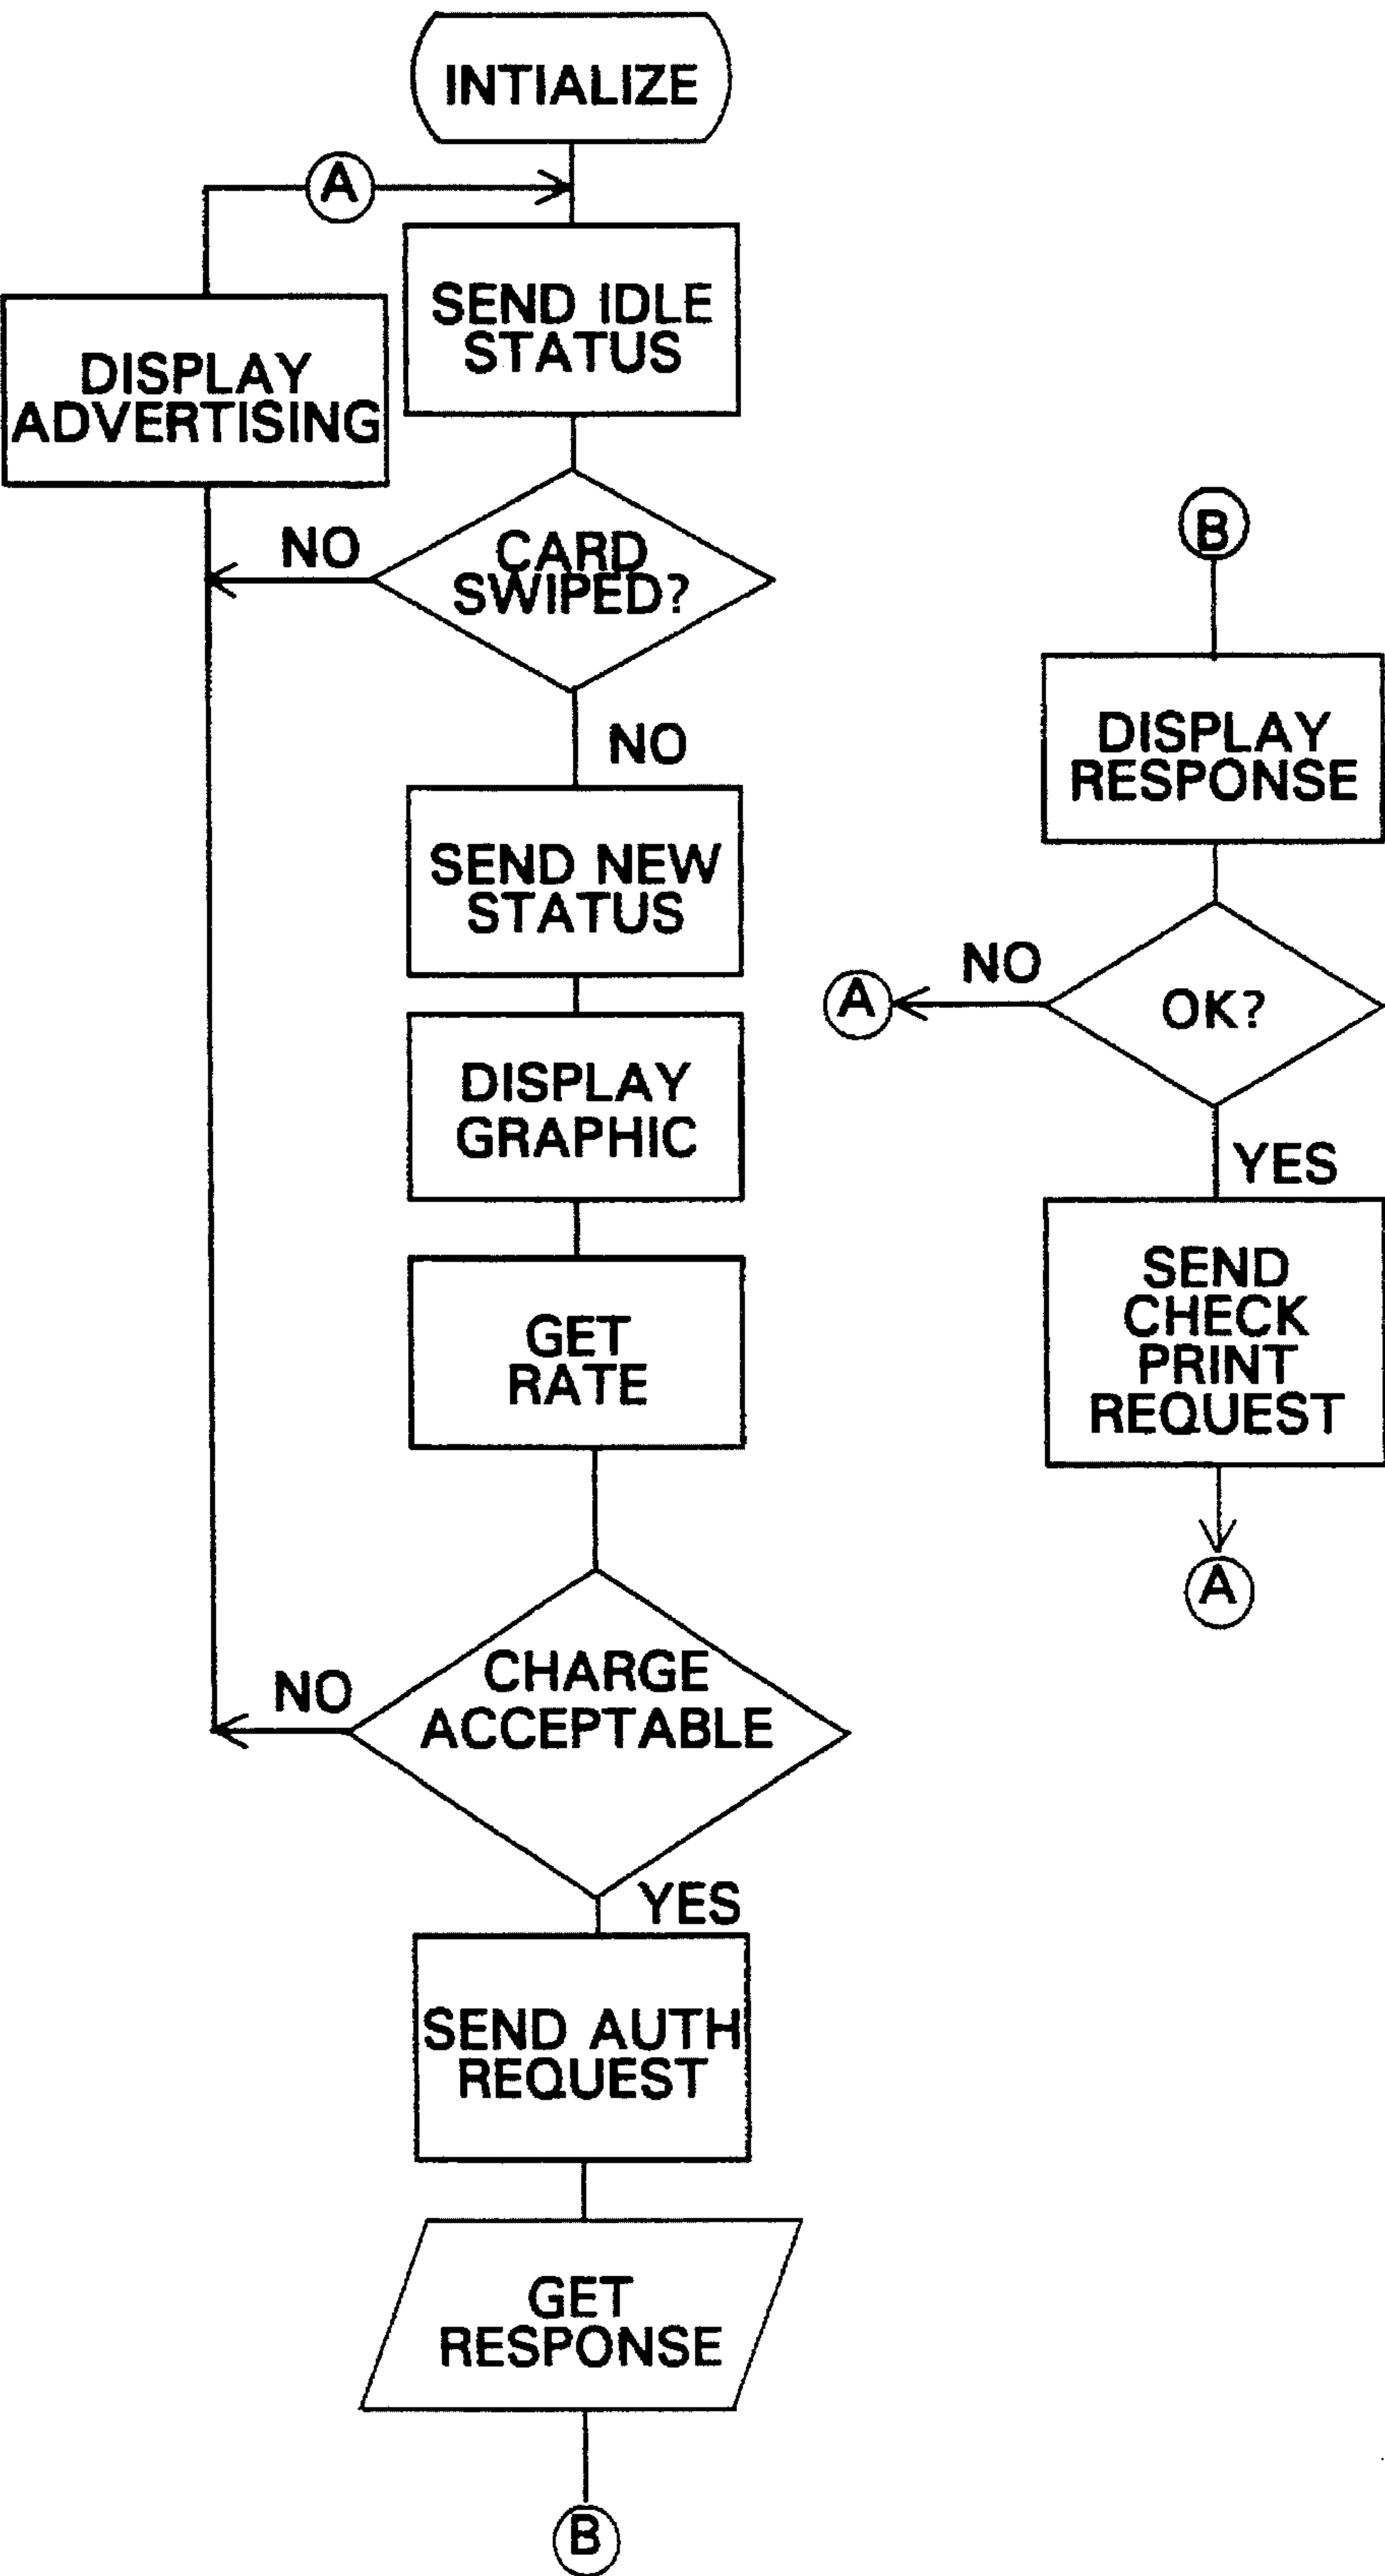 INTIALIZE
A
SEND IDLE
STATUS
DISPLAY
ADVERTISING
NO
CARD
SWIPED?
NO
SEND NEW
STATUS
DISPLAY
GRAPHIC
GET
RATE
NO
CHARGE
ACCEPTABLE
YES
SEND AUTH
REQUEST
GET
RESPONSE
B
B
DISPLAY
RESPONSE
A
NO
OK?
YES
SEND
CHECK
PRINT
REQUEST
A